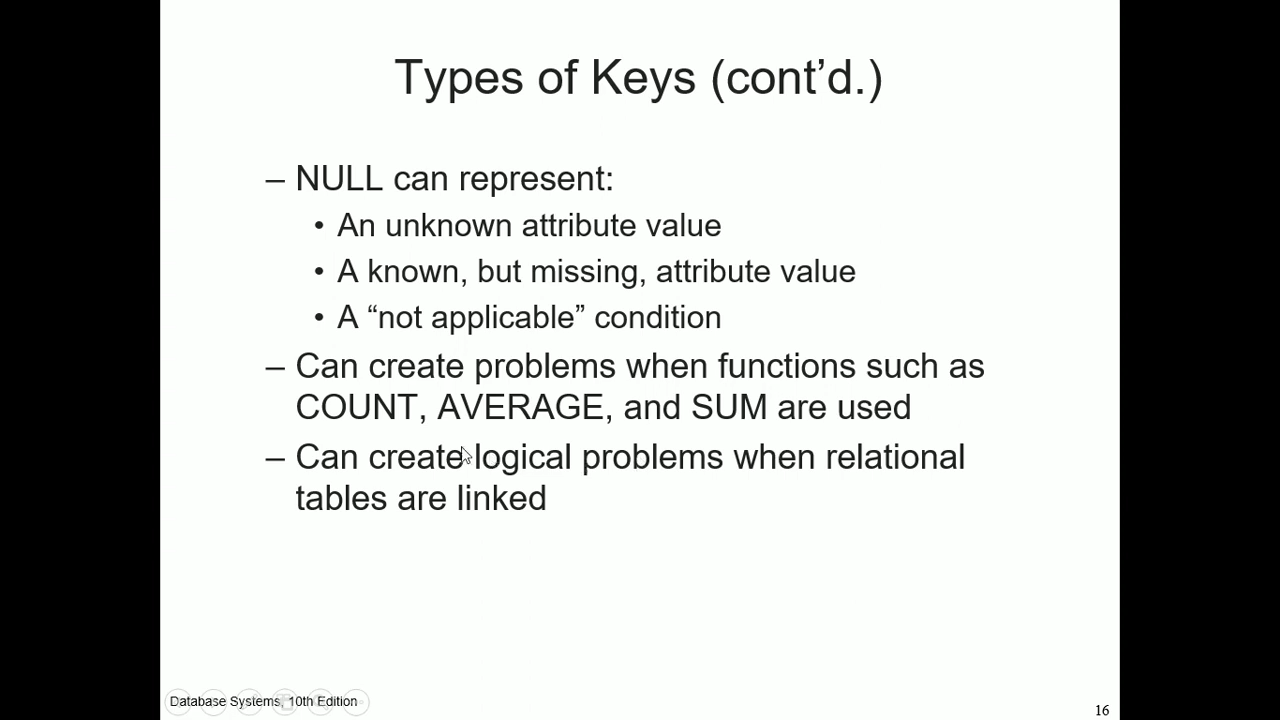 Types of Keys (cont’d.)
– NULL can represent:
• An unknown attribute value
• A known, but missing, attribute value
• A “not applicable” condition
– Can create problems when functions such as
COUNT, AVERAGE, and SUM are used
– Can create logical problems when relational
tables are linked
Database Systems, 10th Edition
16